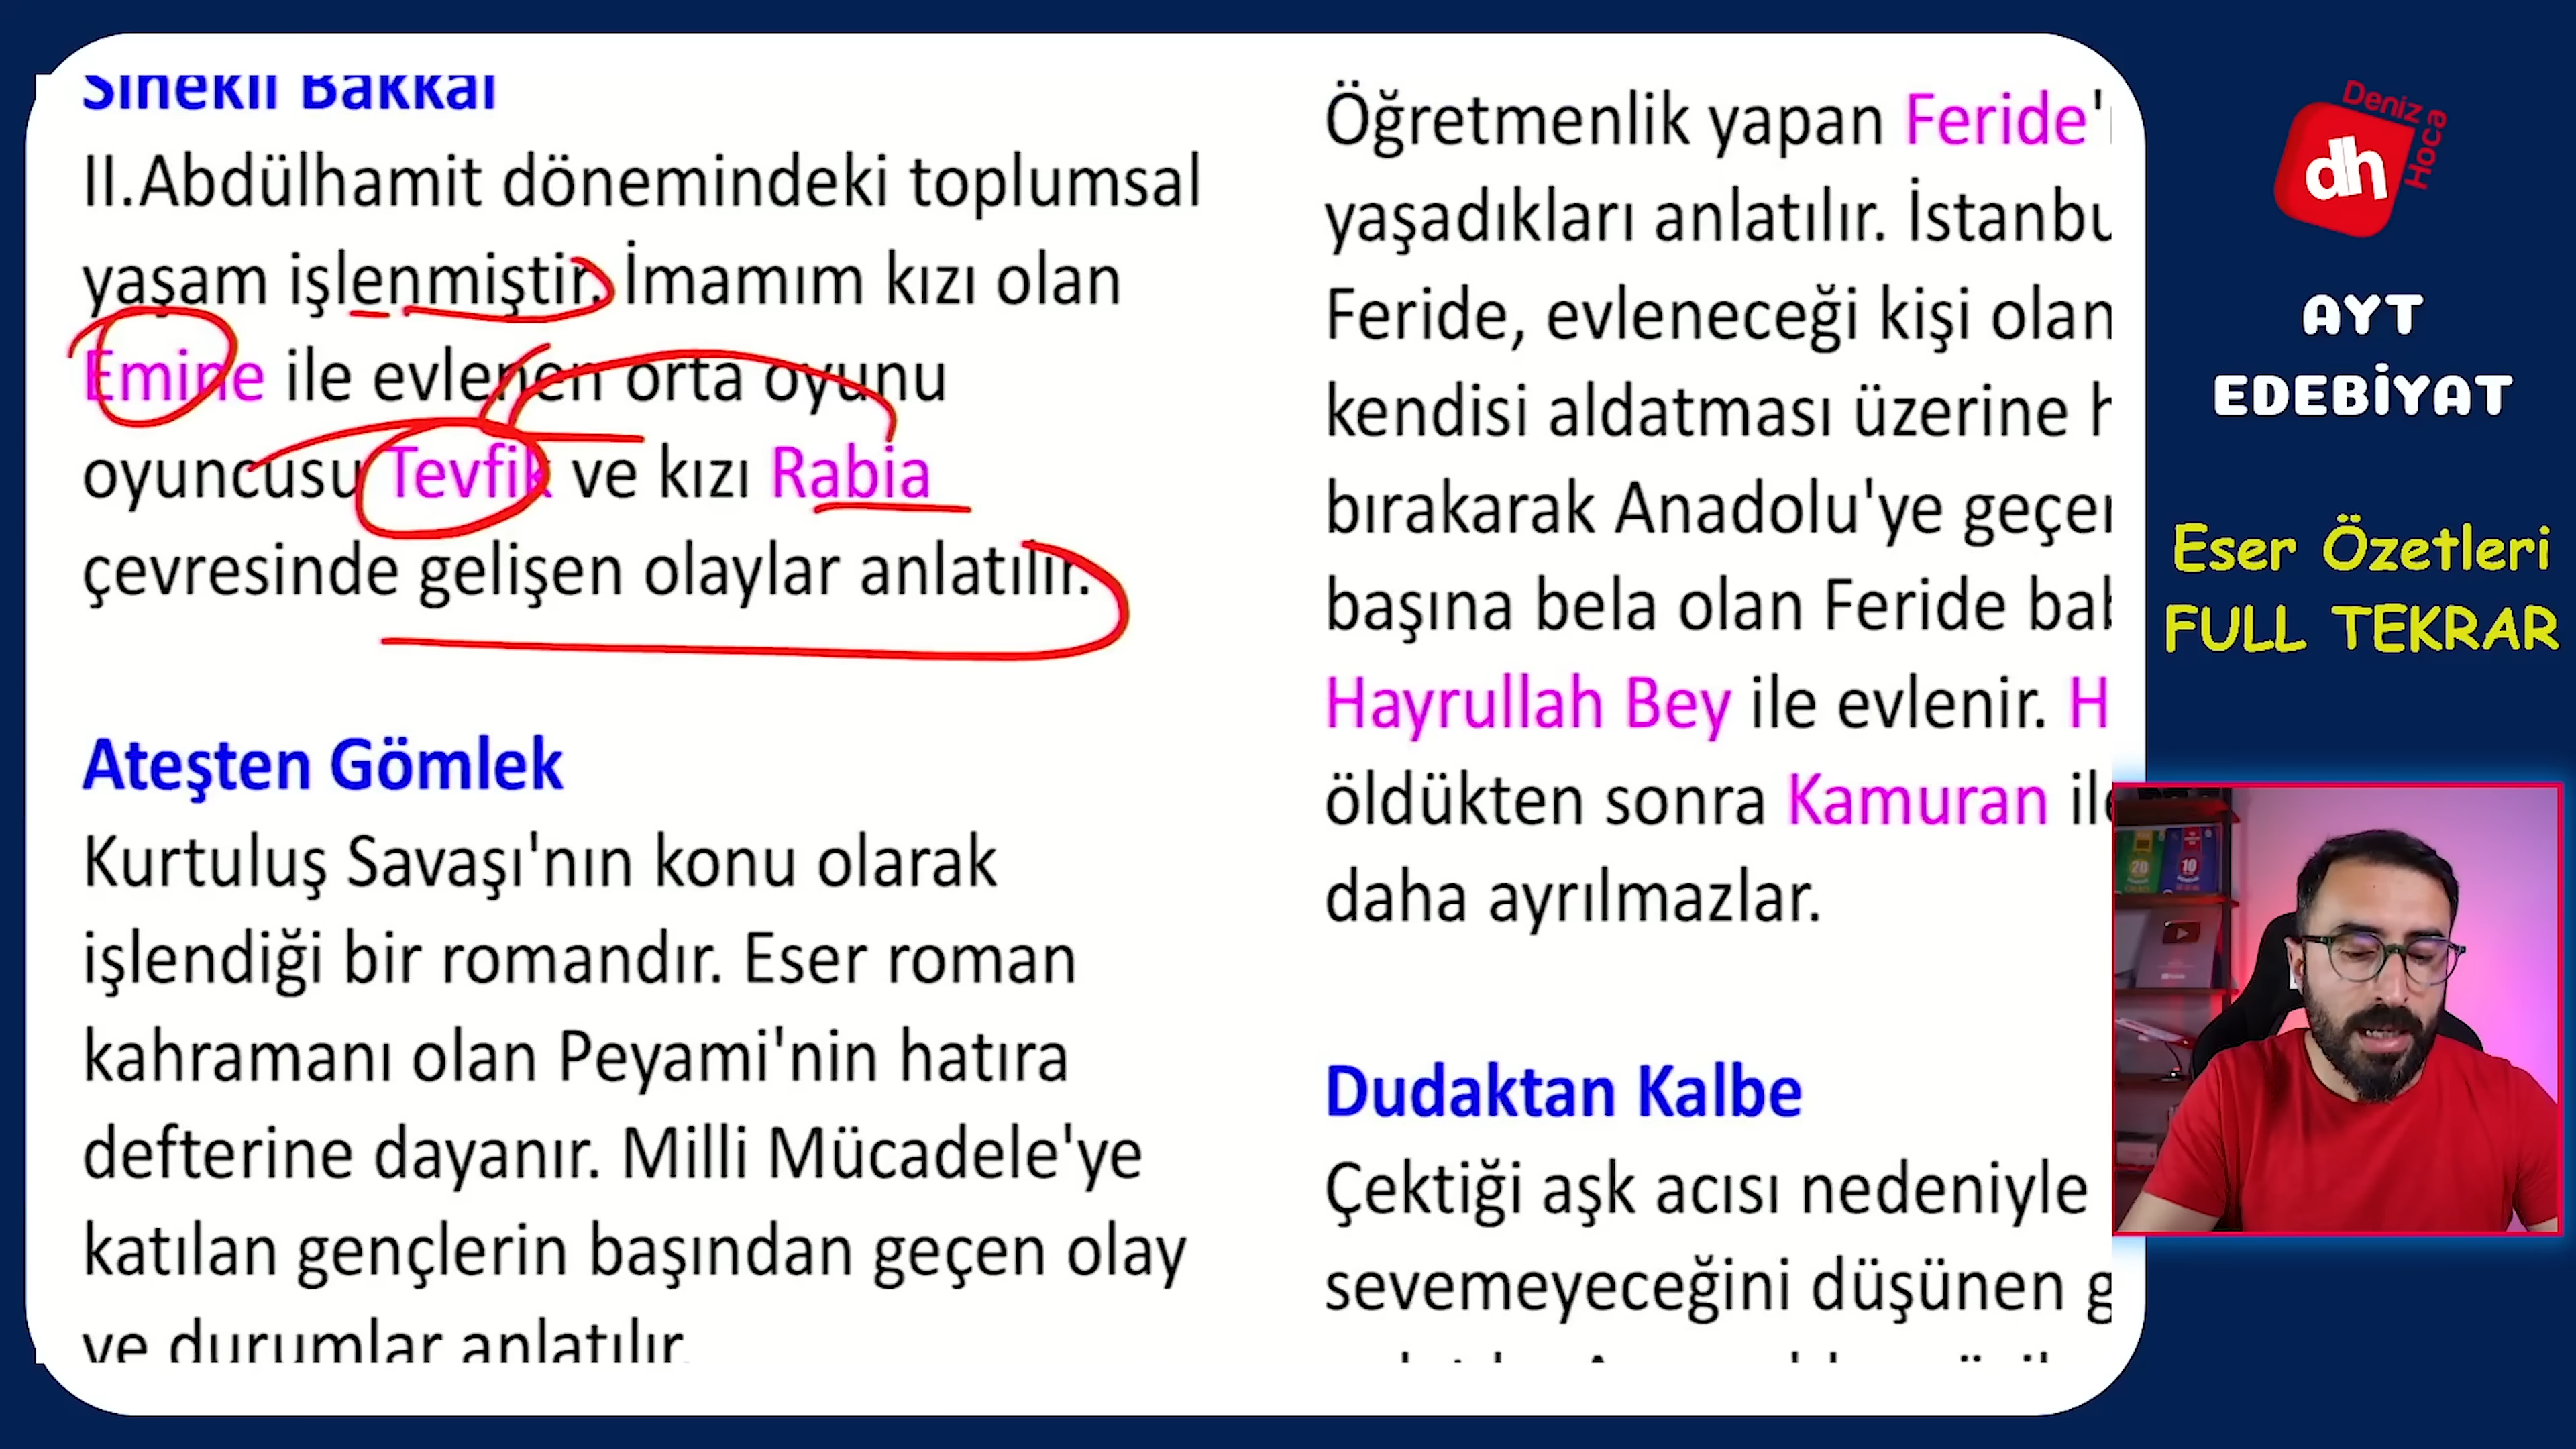 Sinekli Bakkal
II.Abdülhamit dönemindeki toplumsal
yaşam işlenmiştir. İmamım kızı olan
Emine ile evlenen orta oyunu
oyuncusu Tevfik ve kızı Rabia
çevresinde gelişen olaylar anlatılır.
Ateşten Gömlek
Kurtuluş Savaşı'nın konu olarak
işlendiği bir romandır. Eser roman
kahramanı olan Peyami'nin hatıra
defterine dayanır. Milli Mücadele'ye
katılan gençlerin başından geçen olay
ve durumlar anlatılır.
Öğretmenlik yapan Feride'
yaşadıkları anlatılır. İstanbu
Feride, evleneceği kişi olan
kendisi aldatması üzerine h
bırakarak Anadolu'ye geçe
başına bela olan Feride ba
Hayrullah Bey ile evlenir. H
öldükten sonra Kamuran il
daha ayrılmazlar.
Dudaktan Kalbe
Çektiği aşk acısı nedeniyle
sevemeyeceğini düşünen g
Deniz Hoca
dh
AYT
EDEBİYAT
Eser Özetleri
FULL TEKRAR
20
10